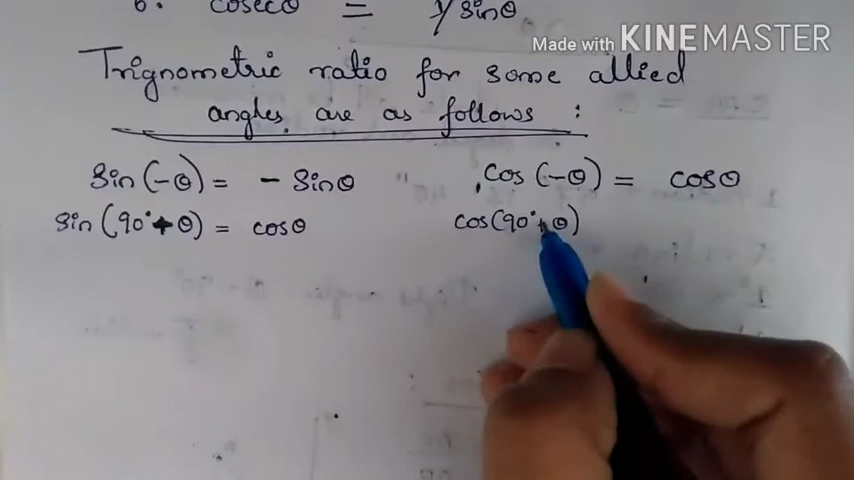 6. cosecθ = 1/sinθ
Made with KINEMASTER
Trignometric ratio for some allied
angles are as follows :
sin(-θ) = - sinθ cos(-θ) = cosθ
sin(90°+θ) = cosθ cos(90°+θ)